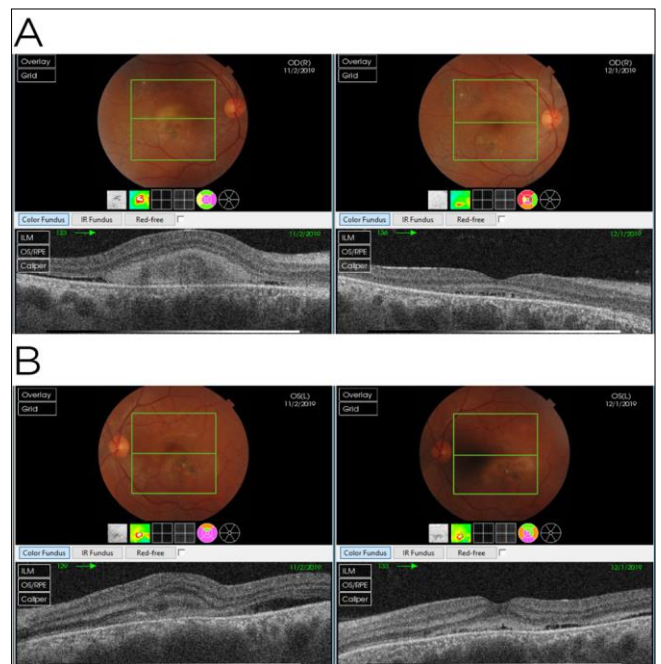 A
Overlay
Grid
OD(R)
11/2/2019
Color Fundus IR Fundus Red-free
ILM
OS/RPE
Caliper
11/2/2019
Overlay
Grid
OD(R)
12/1/2019
Color Fundus IR Fundus Red-free
ILM
OS/RPE
Caliper
136
12/1/2019
B
Overlay
Grid
OS(L)
11/2/2019
Color Fundus IR Fundus Red-free
ILM
OS/RPE
Caliper
129
11/2/2019
Overlay
Grid
OS(L)
12/1/2019
Color Fundus IR Fundus Red-free
ILM
OS/RPE
Caliper
12/1/2019